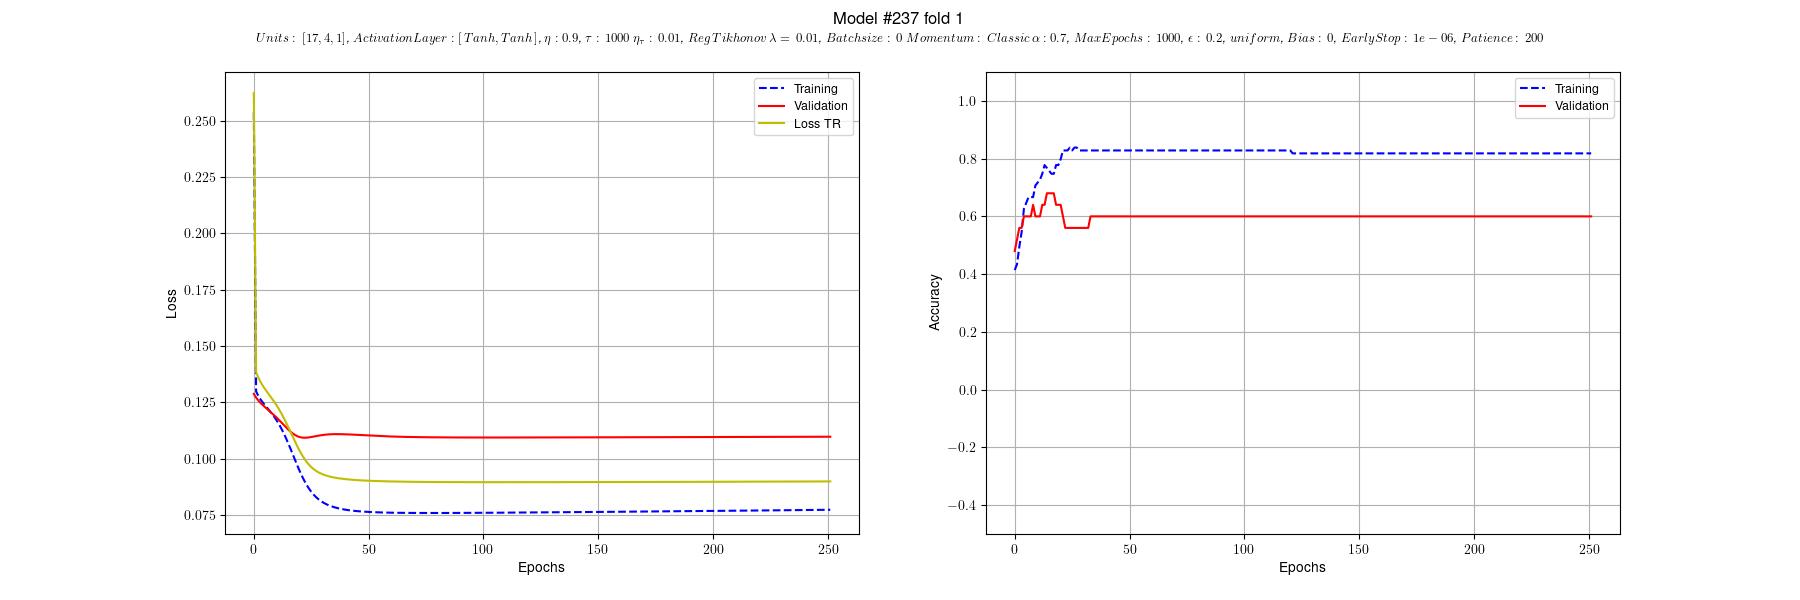 Model #237 fold 1
Units : [17, 4, 1], ActivationLayer : [Tanh, Tanh], η : 0.9, τ : 1000 η_τ : 0.01, RegTikhonov λ = 0.01, Batchsize : 0 Momentum : Classic α : 0.7, MaxEpochs : 1000, ϵ : 0.2, uniform, Bias : 0, EarlyStop : 1e − 06, Patience : 200
Training
Validation
Loss TR
0.250
0.225
0.200
0.175
0.150
0.125
0.100
0.075
Loss
0 50 100 150 200 250
Epochs
Training
Validation
1.0
0.8
0.6
0.4
0.2
0.0
−0.2
−0.4
Accuracy
0 50 100 150 200 250
Epochs